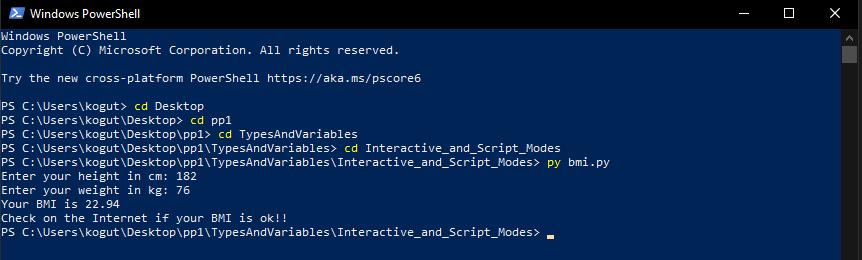 Windows PowerShell
Windows PowerShell
Copyright (C) Microsoft Corporation. All rights reserved.
Try the new cross-platform PowerShell https://aka.ms/pscore6
PS C:\Users\kogut> cd Desktop
PS C:\Users\kogut\Desktop> cd pp1
PS C:\Users\kogut\Desktop\pp1> cd TypesAndVariables
PS C:\Users\kogut\Desktop\pp1\TypesAndVariables> cd Interactive_and_Script_Modes
PS C:\Users\kogut\Desktop\pp1\TypesAndVariables\Interactive_and_Script_Modes> py bmi.py
Enter your height in cm: 182
Enter your weight in kg: 76
Your BMI is 22.94
Check on the Internet if your BMI is ok!!
PS C:\Users\kogut\Desktop\pp1\TypesAndVariables\Interactive_and_Script_Modes>